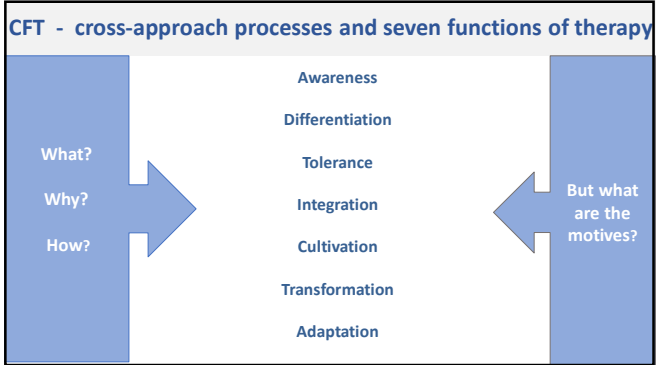 CFT - cross-approach processes and seven functions of therapy
What?
Why?
How?
Awareness
Differentiation
Tolerance
Integration
Cultivation
Transformation
Adaptation
But what
are the
motives?